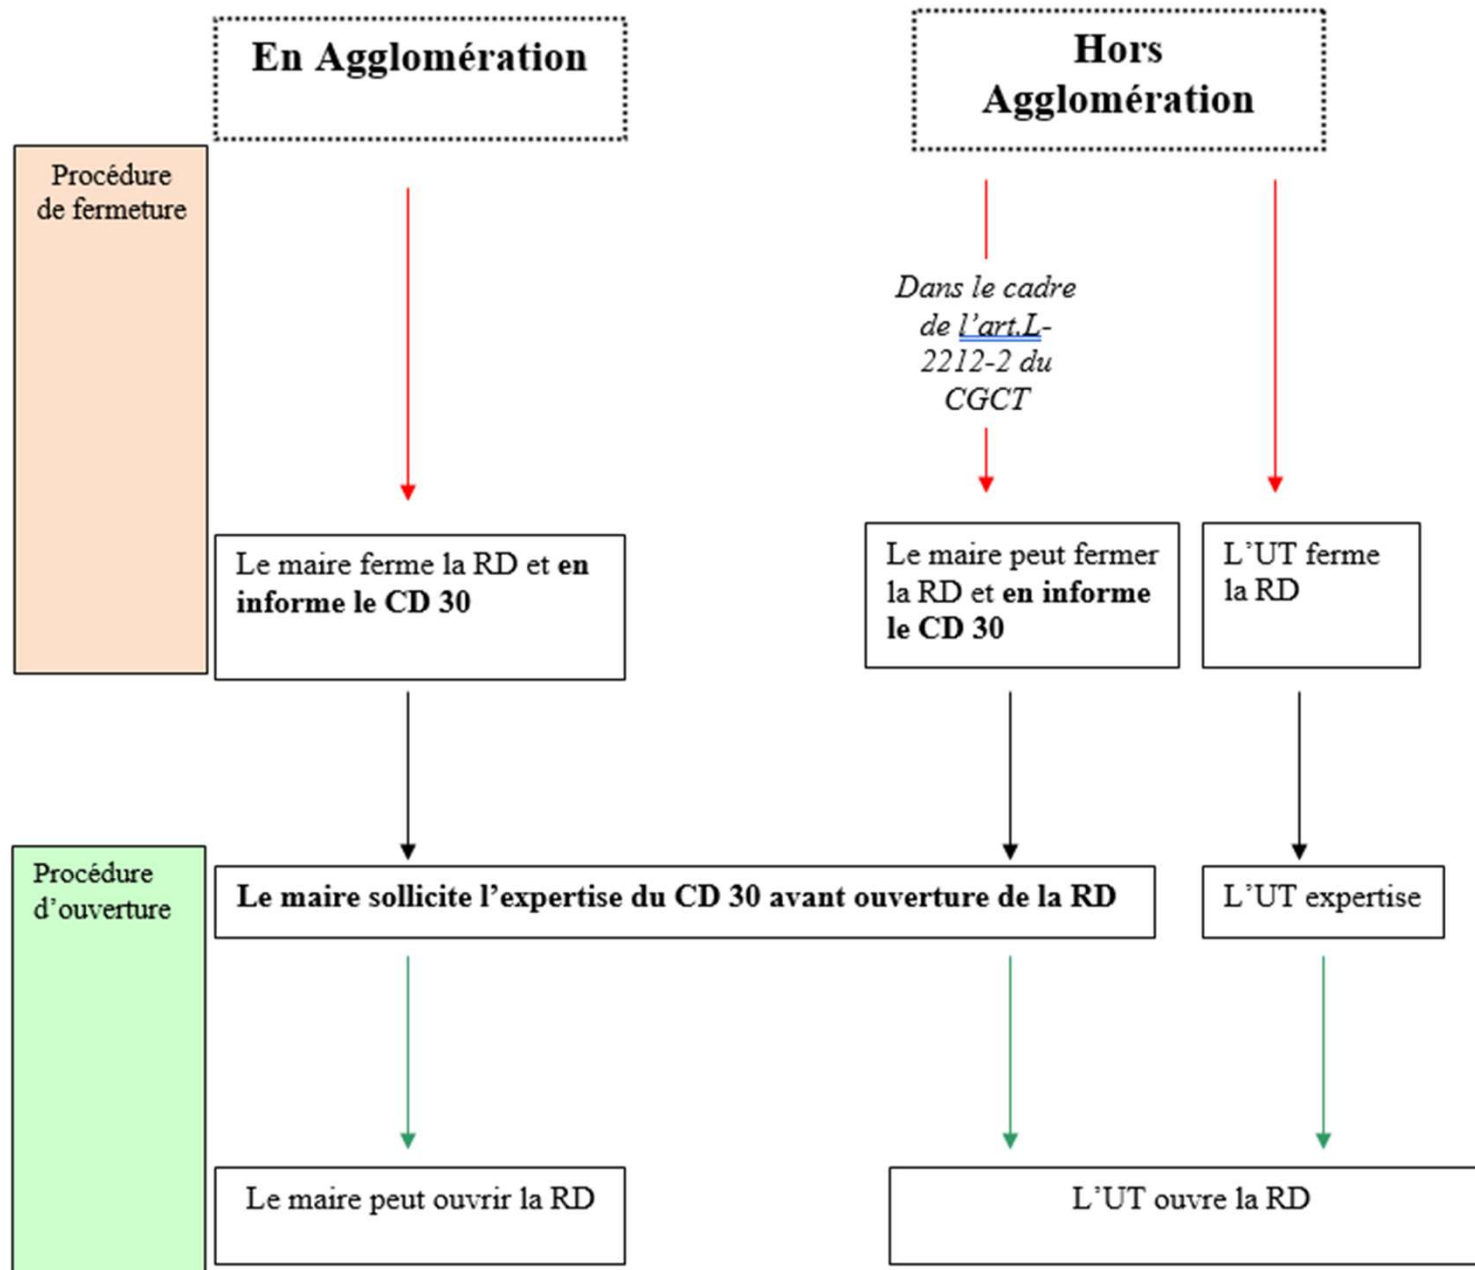 En Agglomération
Hors
Agglomération
Procédure
de fermeture
Dans le cadre
de l’art.L-
2212-2 du
CGCT
Le maire ferme la RD et en
informe le CD 30
Le maire peut fermer
la RD et en informe
le CD 30
L’UT ferme
la RD
Procédure
d’ouverture
Le maire sollicite l’expertise du CD 30 avant ouverture de la RD
L’UT expertise
Le maire peut ouvrir la RD
L’UT ouvre la RD